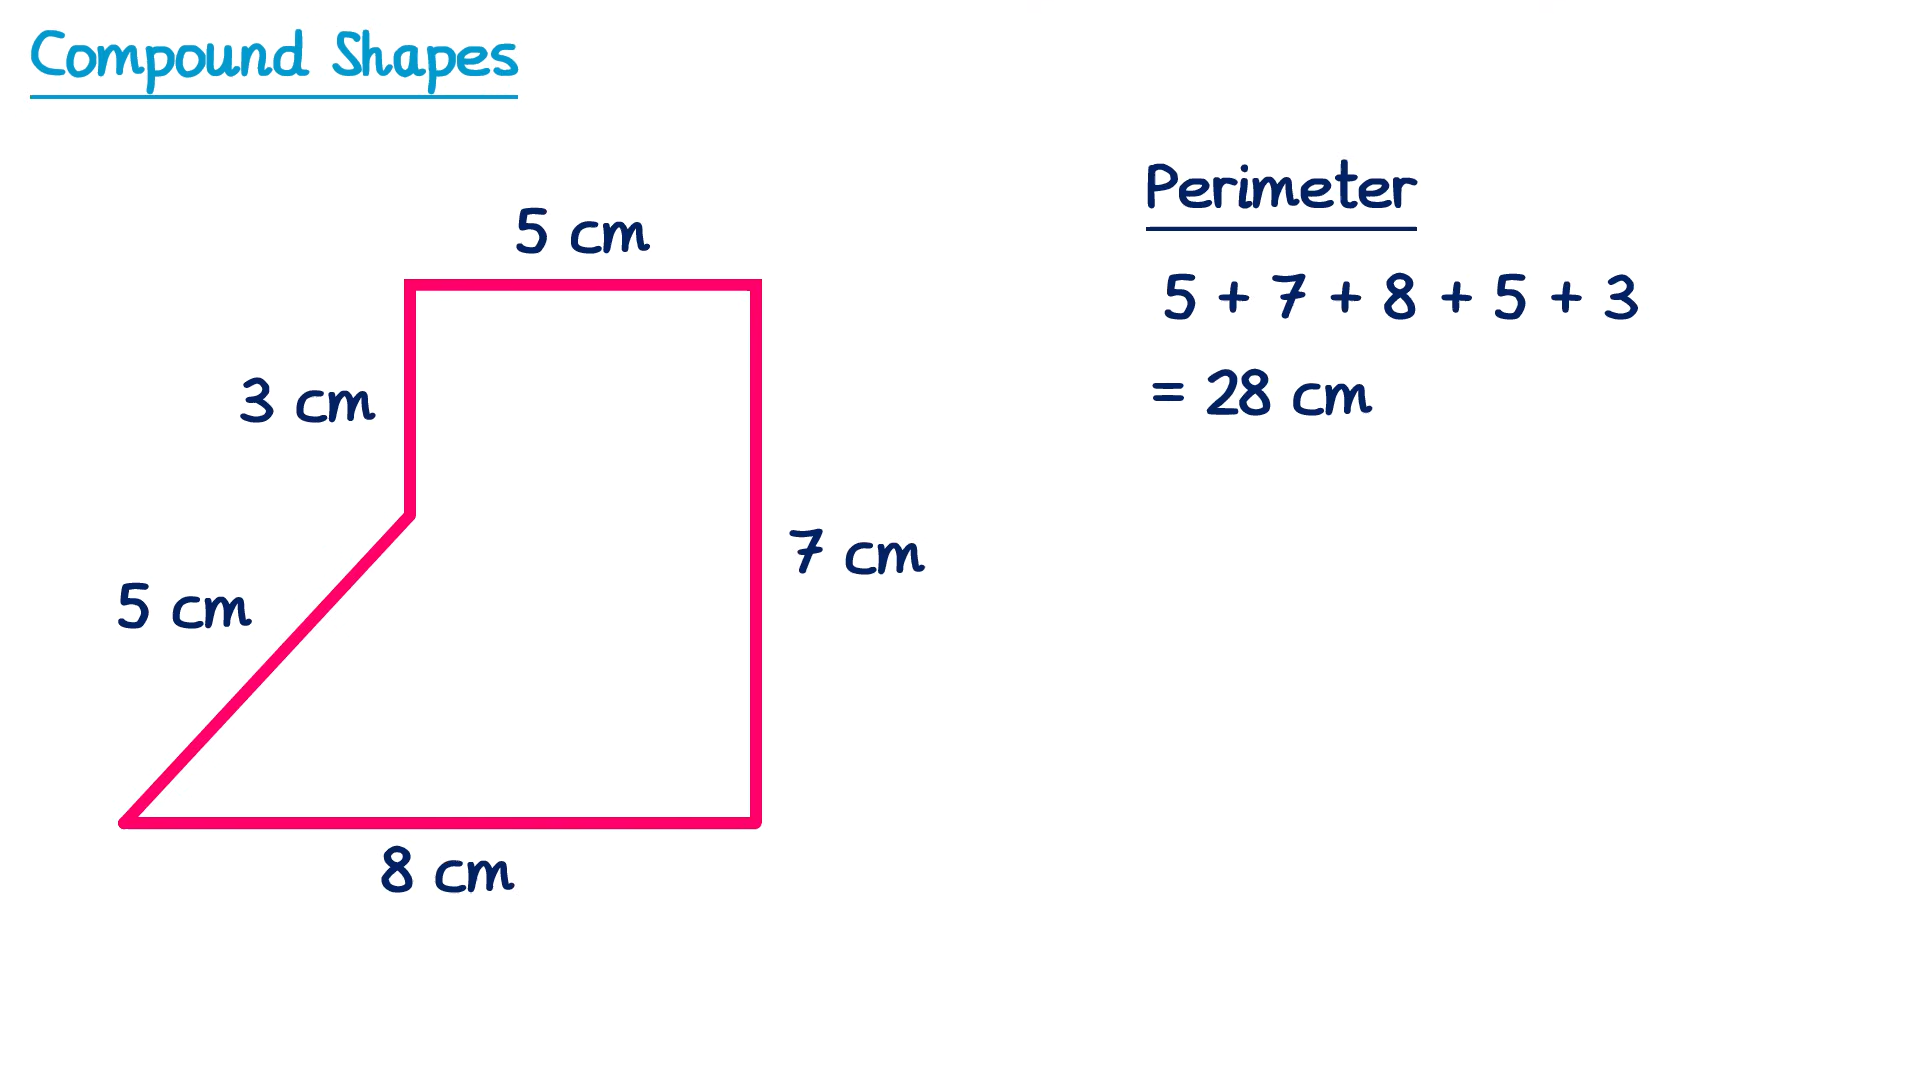 Compound Shapes
Perimeter
5 cm
5 + 7 + 8 + 5 + 3
3 cm
= 28 cm
7 cm
5 cm
8 cm